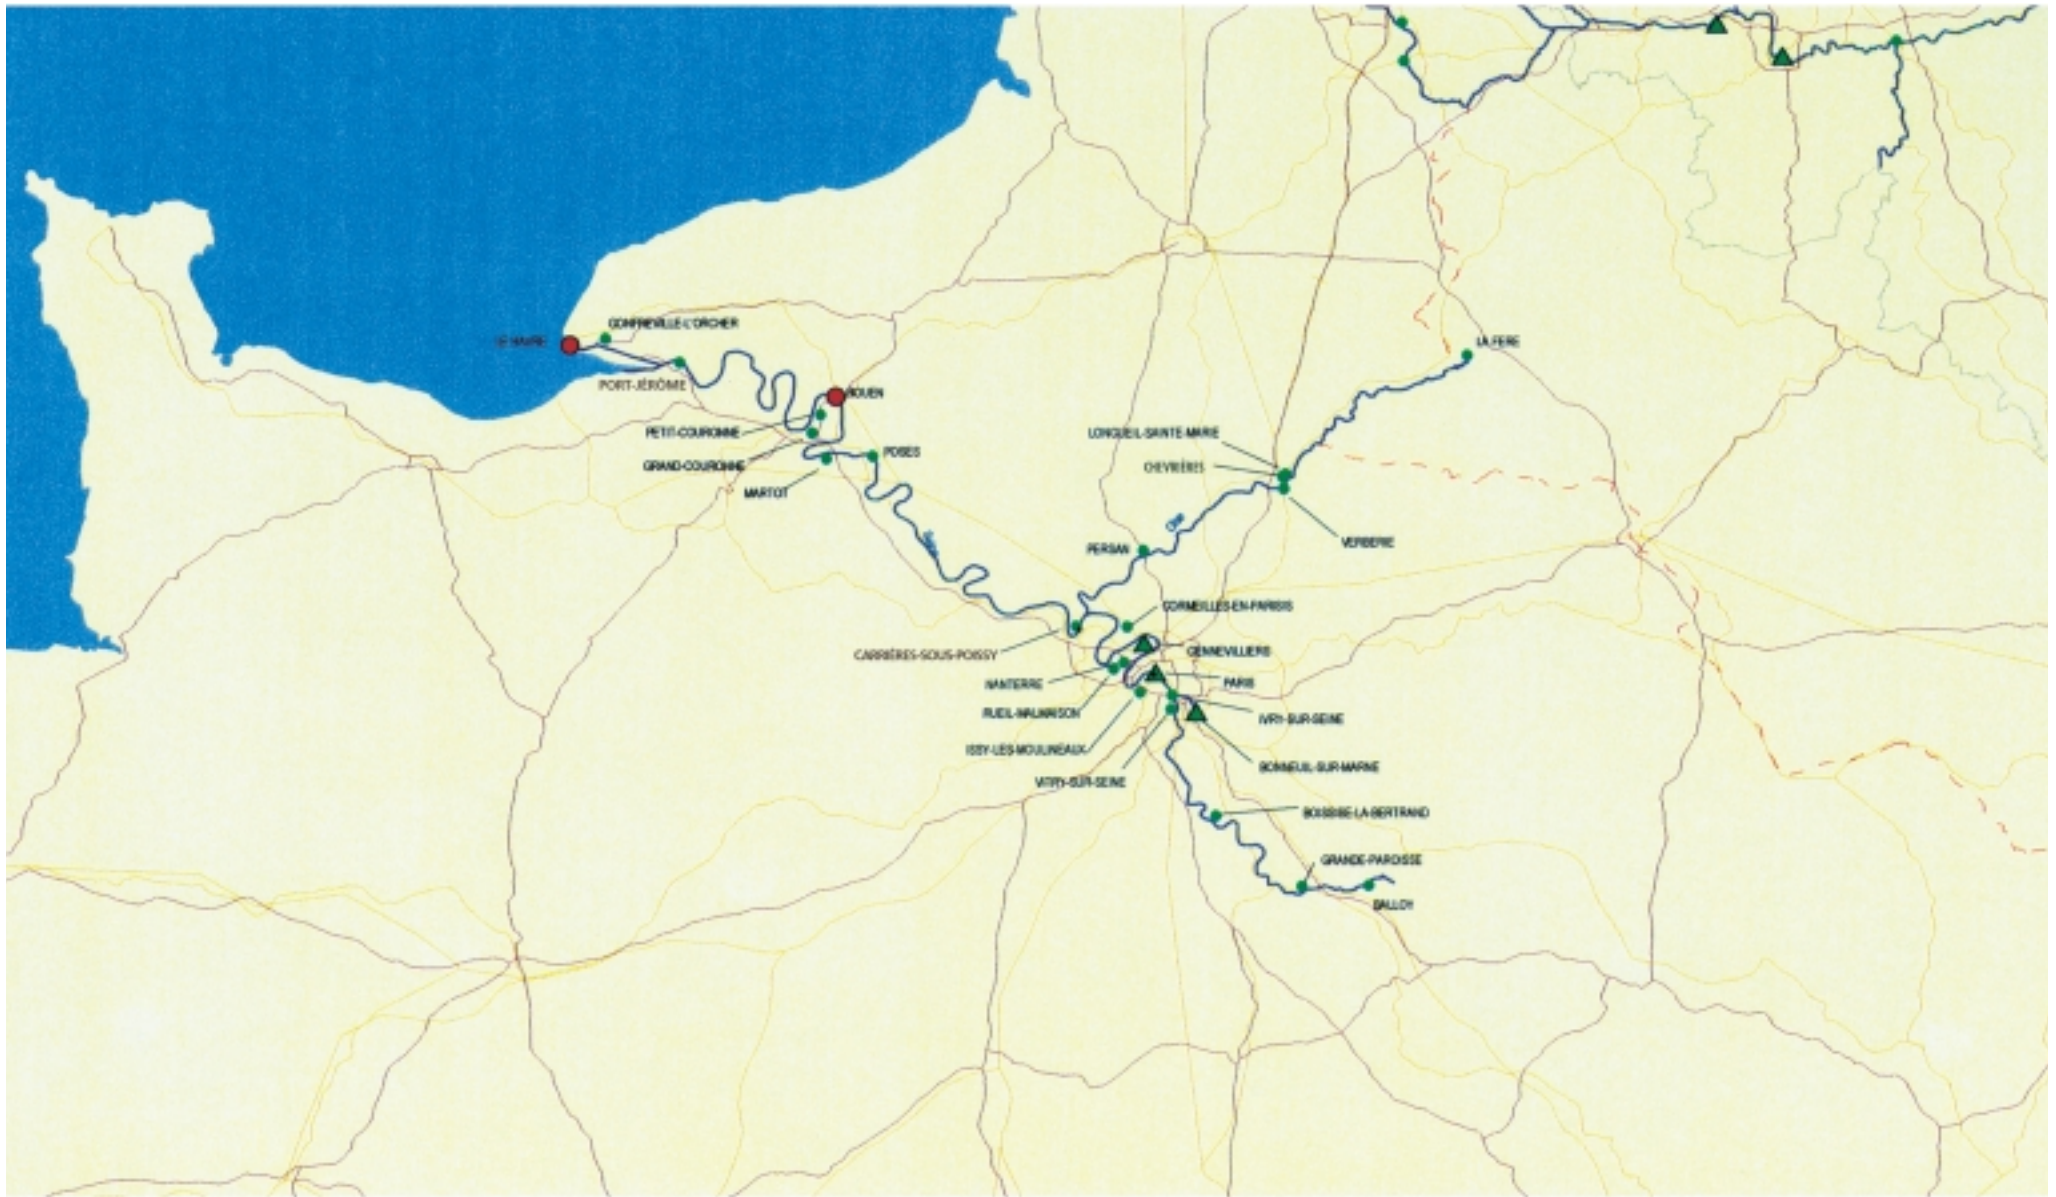 GONFREVILLE-L'ORCHER
LE HAVRE
PORT-JÉRÔME
ROUEN
PETIT-COURONNE
GRAND-COURONNE
MARTOT
POSES
Seine
LA FERE
LONGUEIL-SAINTE-MARIE
CHEVRIÈRES
Oise
VERBERIE
PERSAN
CORMEILLES-EN-PARISIS
CARRIÈRES-SOUS-POISSY
GENNEVILLIERS
NANTERRE
PARIS
RUEIL-MALMAISON
IVRY-SUR-SEINE
ISSY-LES-MOULINEAUX
BONNEUIL-SUR-MARNE
VITRY-SUR-SEINE
BOISSISE-LA-BERTRAND
GRANDE-PAROISSE
BALLOY